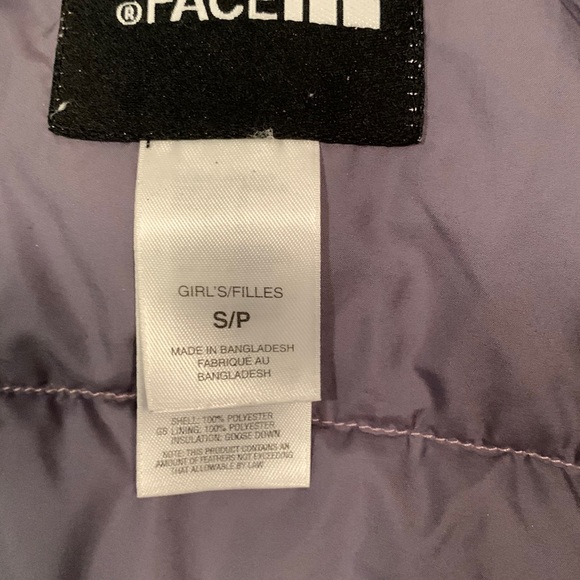 ®FACE
GIRL'S/FILLES
S/P
MADE IN BANGLADESH
FABRIQUÉ AU
BANGLADESH
SHELL: 100% POLYESTER
GS LINING: 100% POLYESTER
INSULATION: GOOSE DOWN
NOTE: THIS PRODUCT CONTAINS AN
AMOUNT OF FEATHERS NOT EXCEEDING
THAT ALLOWABLE BY LAW